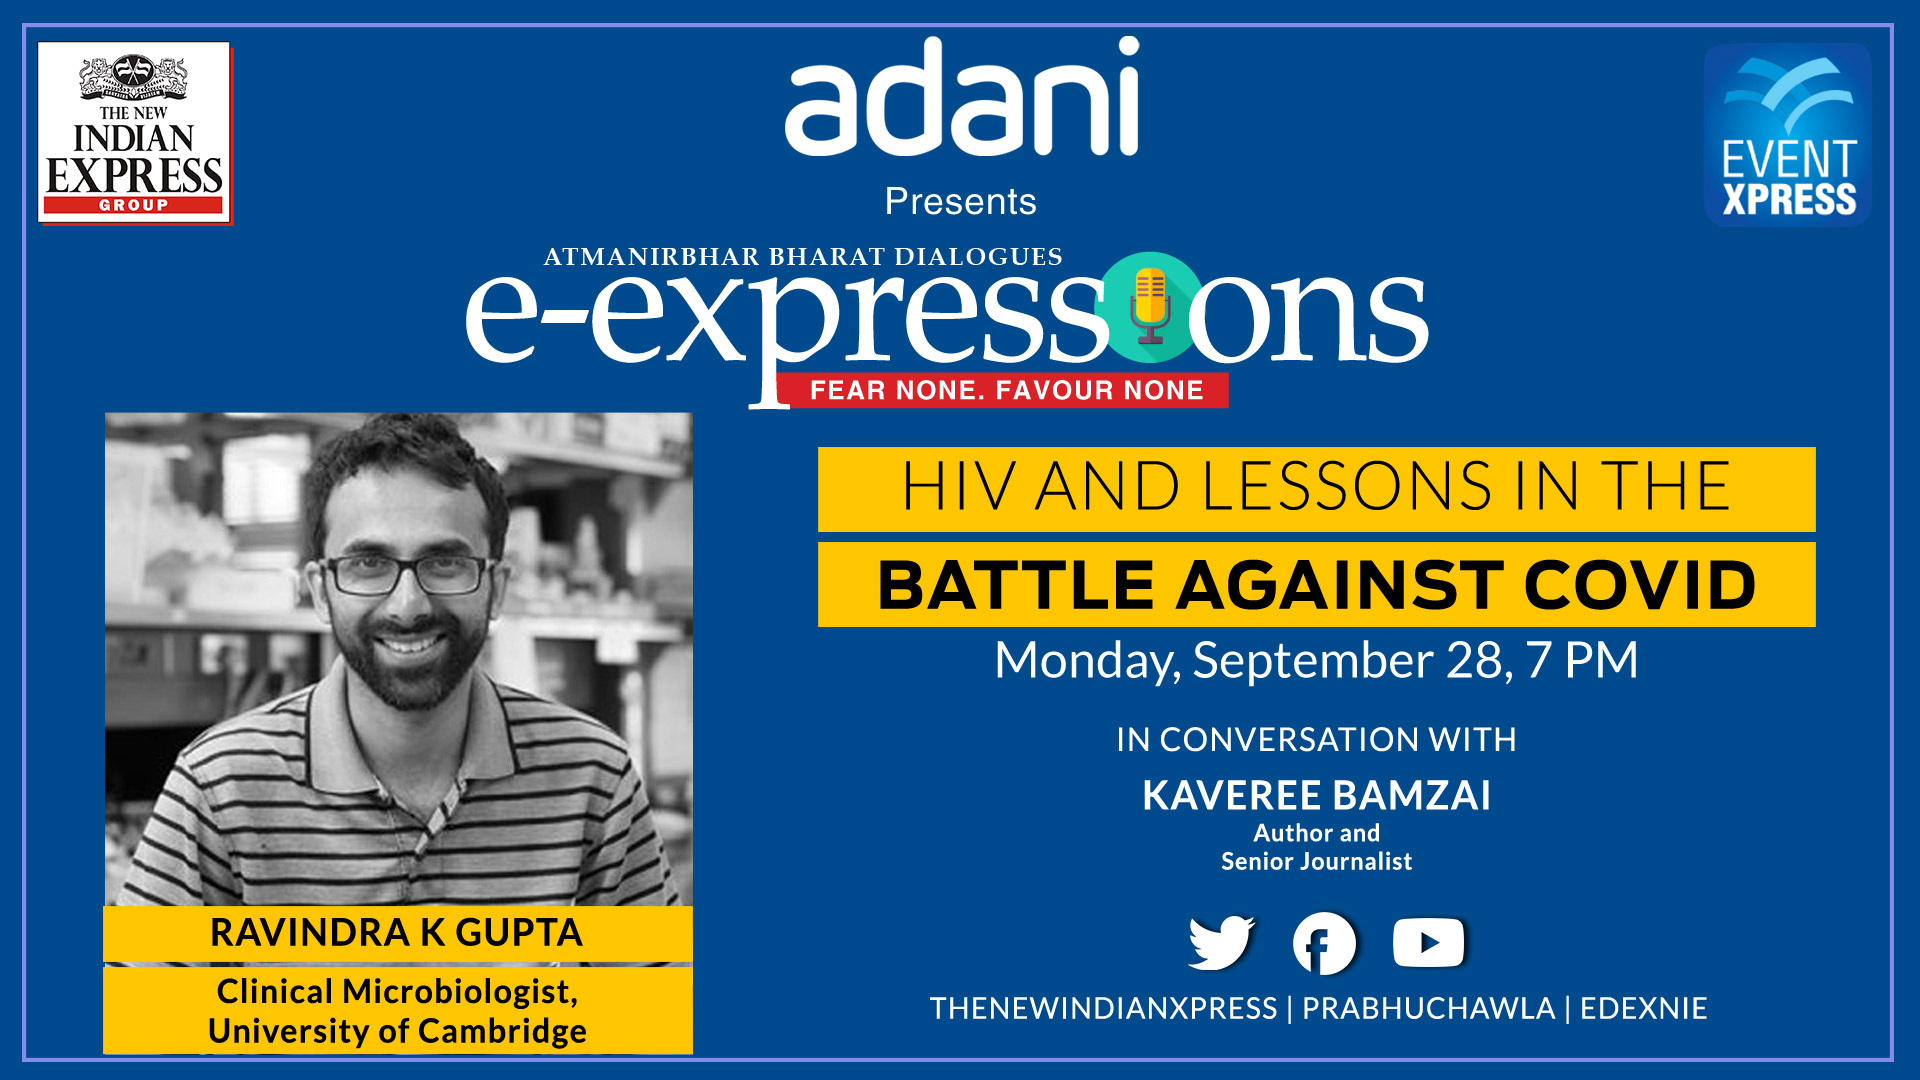 THE NEW
INDIAN
EXPRESS
GROUP
adani
Presents
EVENT
XPRESS
ATMANIRBHAR BHARAT DIALOGUES
e-expressions
FEAR NONE. FAVOUR NONE
HIV AND LESSONS IN THE
BATTLE AGAINST COVID
Monday, September 28, 7 PM
IN CONVERSATION WITH
KAVEREE BAMZAI
Author and
Senior Journalist
RAVINDRA K GUPTA
Clinical Microbiologist,
University of Cambridge
THENEWINDIANXPRESS | PRABHUCHAWLA | EDEXNIE